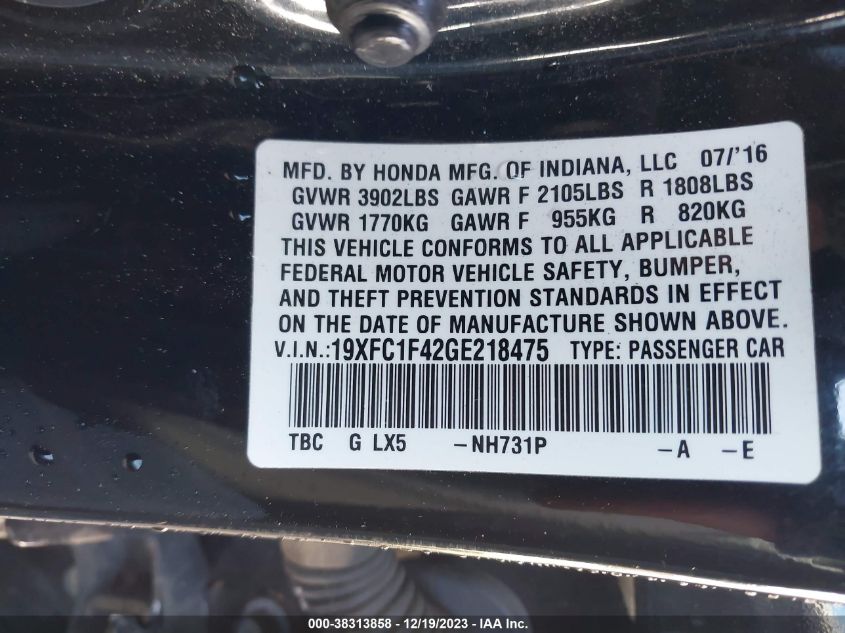 MFD. BY HONDA MFG. OF INDIANA, LLC 07/'16
GVWR 3902LBS GAWR F 2105LBS R 1808LBS
GVWR 1770KG GAWR F 955KG R 820KG
THIS VEHICLE CONFORMS TO ALL APPLICABLE
FEDERAL MOTOR VEHICLE SAFETY, BUMPER,
AND THEFT PREVENTION STANDARDS IN EFFECT
ON THE DATE OF MANUFACTURE SHOWN ABOVE.
V.I.N.:19XFC1F42GE218475 TYPE: PASSENGER CAR
TBC G LX5 -NH731P -A -E
000-38313858 - 12/19/2023 - IAA Inc.